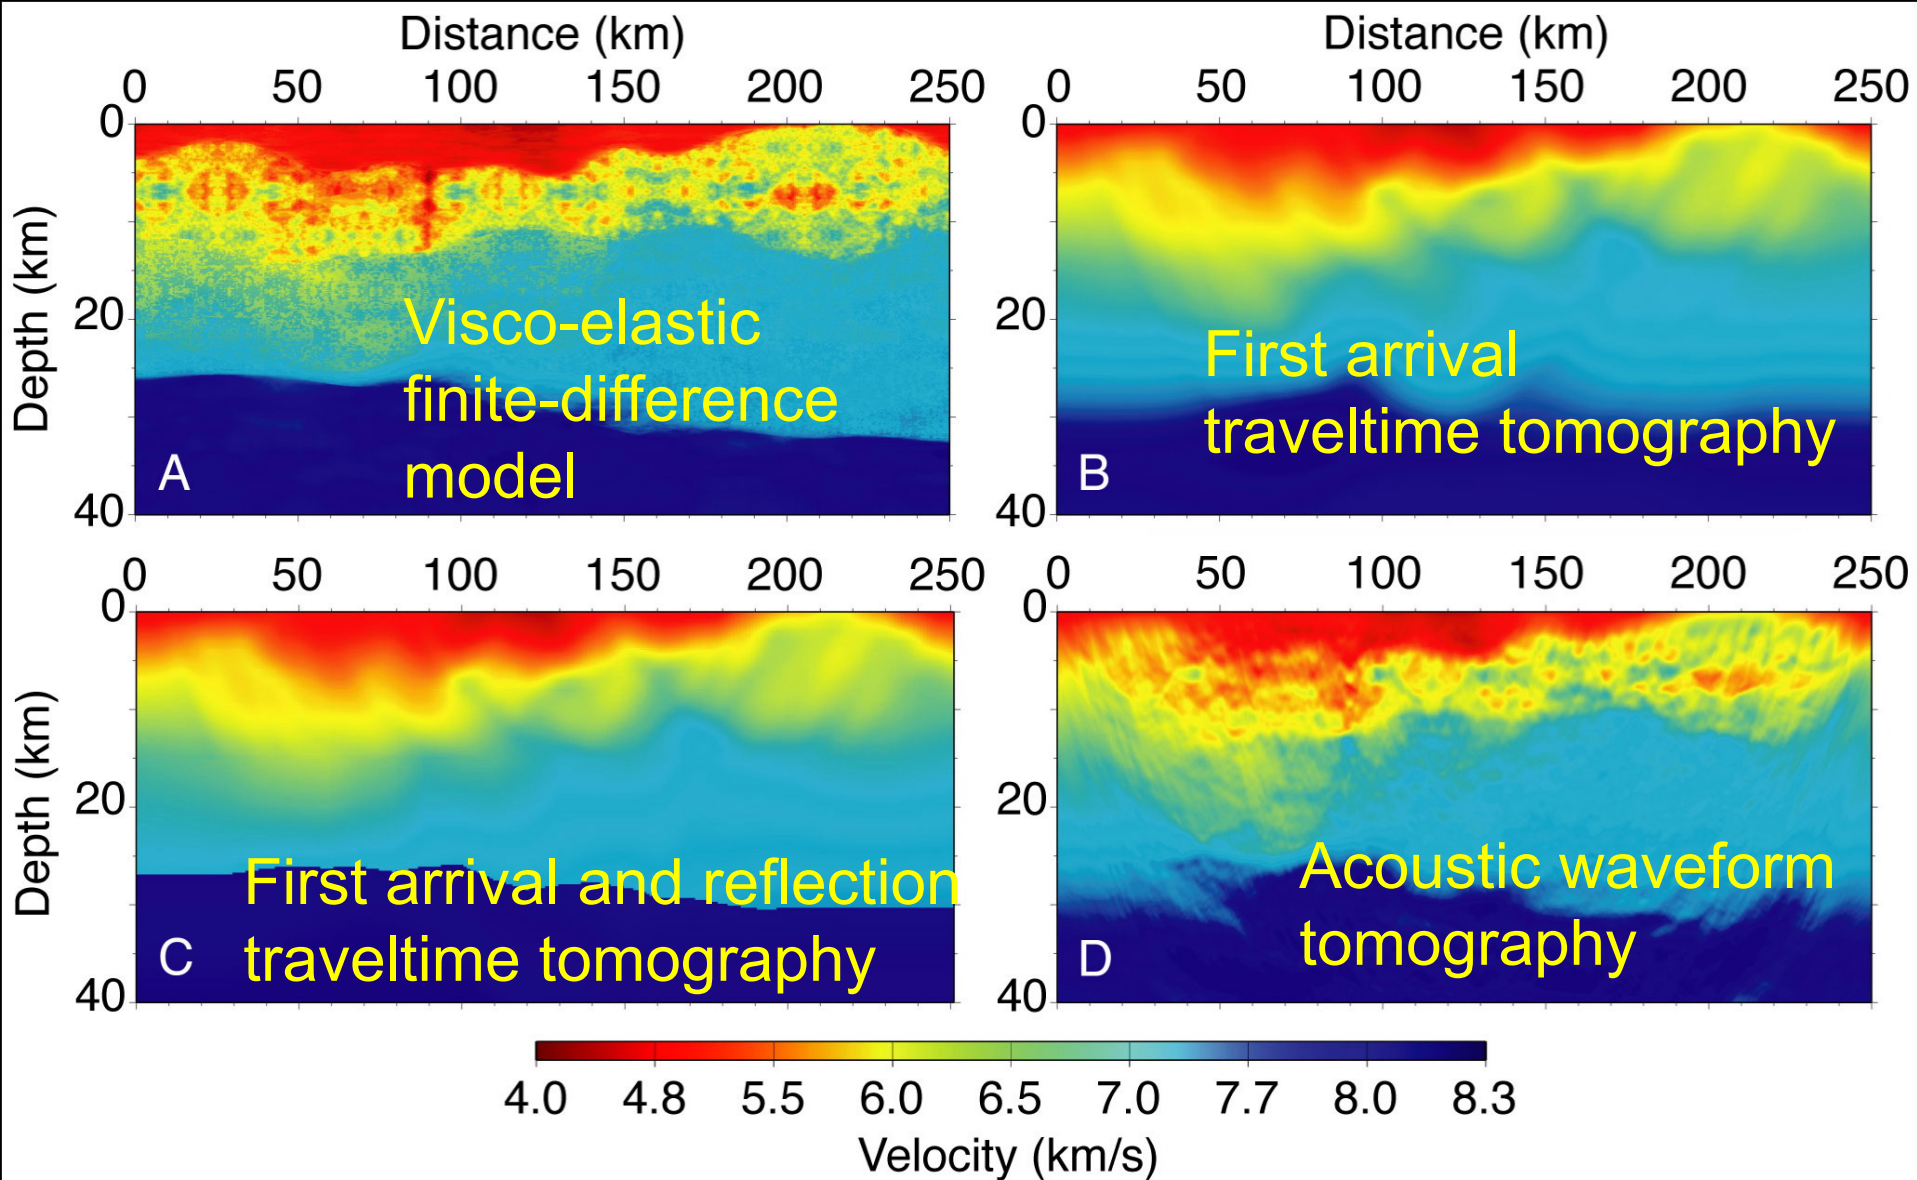 Distance (km)
0 50 100 150 200 250
Depth (km)
0
20
40
Visco-elastic
finite-difference
model
A
Distance (km)
0 50 100 150 200 250
0
20
40
First arrival
traveltime tomography
B
0 50 100 150 200 250
Depth (km)
0
20
40
First arrival and reflection
traveltime tomography
C
0 50 100 150 200 250
0
20
40
Acoustic waveform
tomography
D
4.0 4.8 5.5 6.0 6.5 7.0 7.7 8.0 8.3
Velocity (km/s)